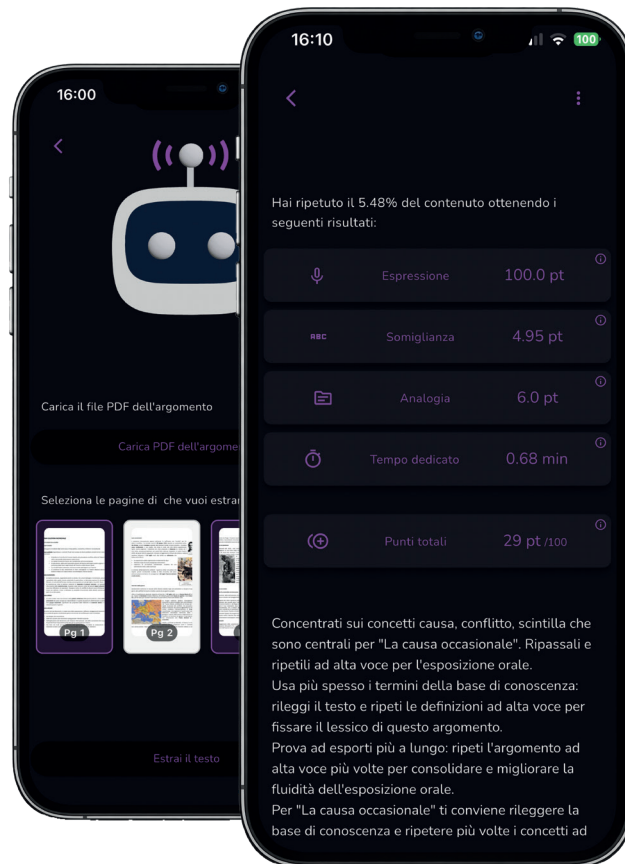 16:00
Carica il file PDF dell'argomento
Carica PDF dell'argome
Seleziona le pagine di che vuoi estrar
Pg 1
Pg 2
Estrai il testo
16:10
100
Hai ripetuto il 5.48% del contenuto ottenendo i
seguenti risultati:
Espressione 100.0 pt
ABC Somiglianza 4.95 pt
Analogia 6.0 pt
Tempo dedicato 0.68 min
Punti totali 29 pt /100
Concentrati sui concetti causa, conflitto, scintilla che
sono centrali per "La causa occasionale". Ripassali e
ripetili ad alta voce per l'esposizione orale.
Usa più spesso i termini della base di conoscenza:
rileggi il testo e ripeti le definizioni ad alta voce per
fissare il lessico di questo argomento.
Prova ad esporti più a lungo: ripeti l'argomento ad
alta voce più volte per consolidare e migliorare la
fluidità dell'esposizione orale.
Per "La causa occasionale" ti conviene rileggere la
base di conoscenza e ripetere più volte i concetti ad